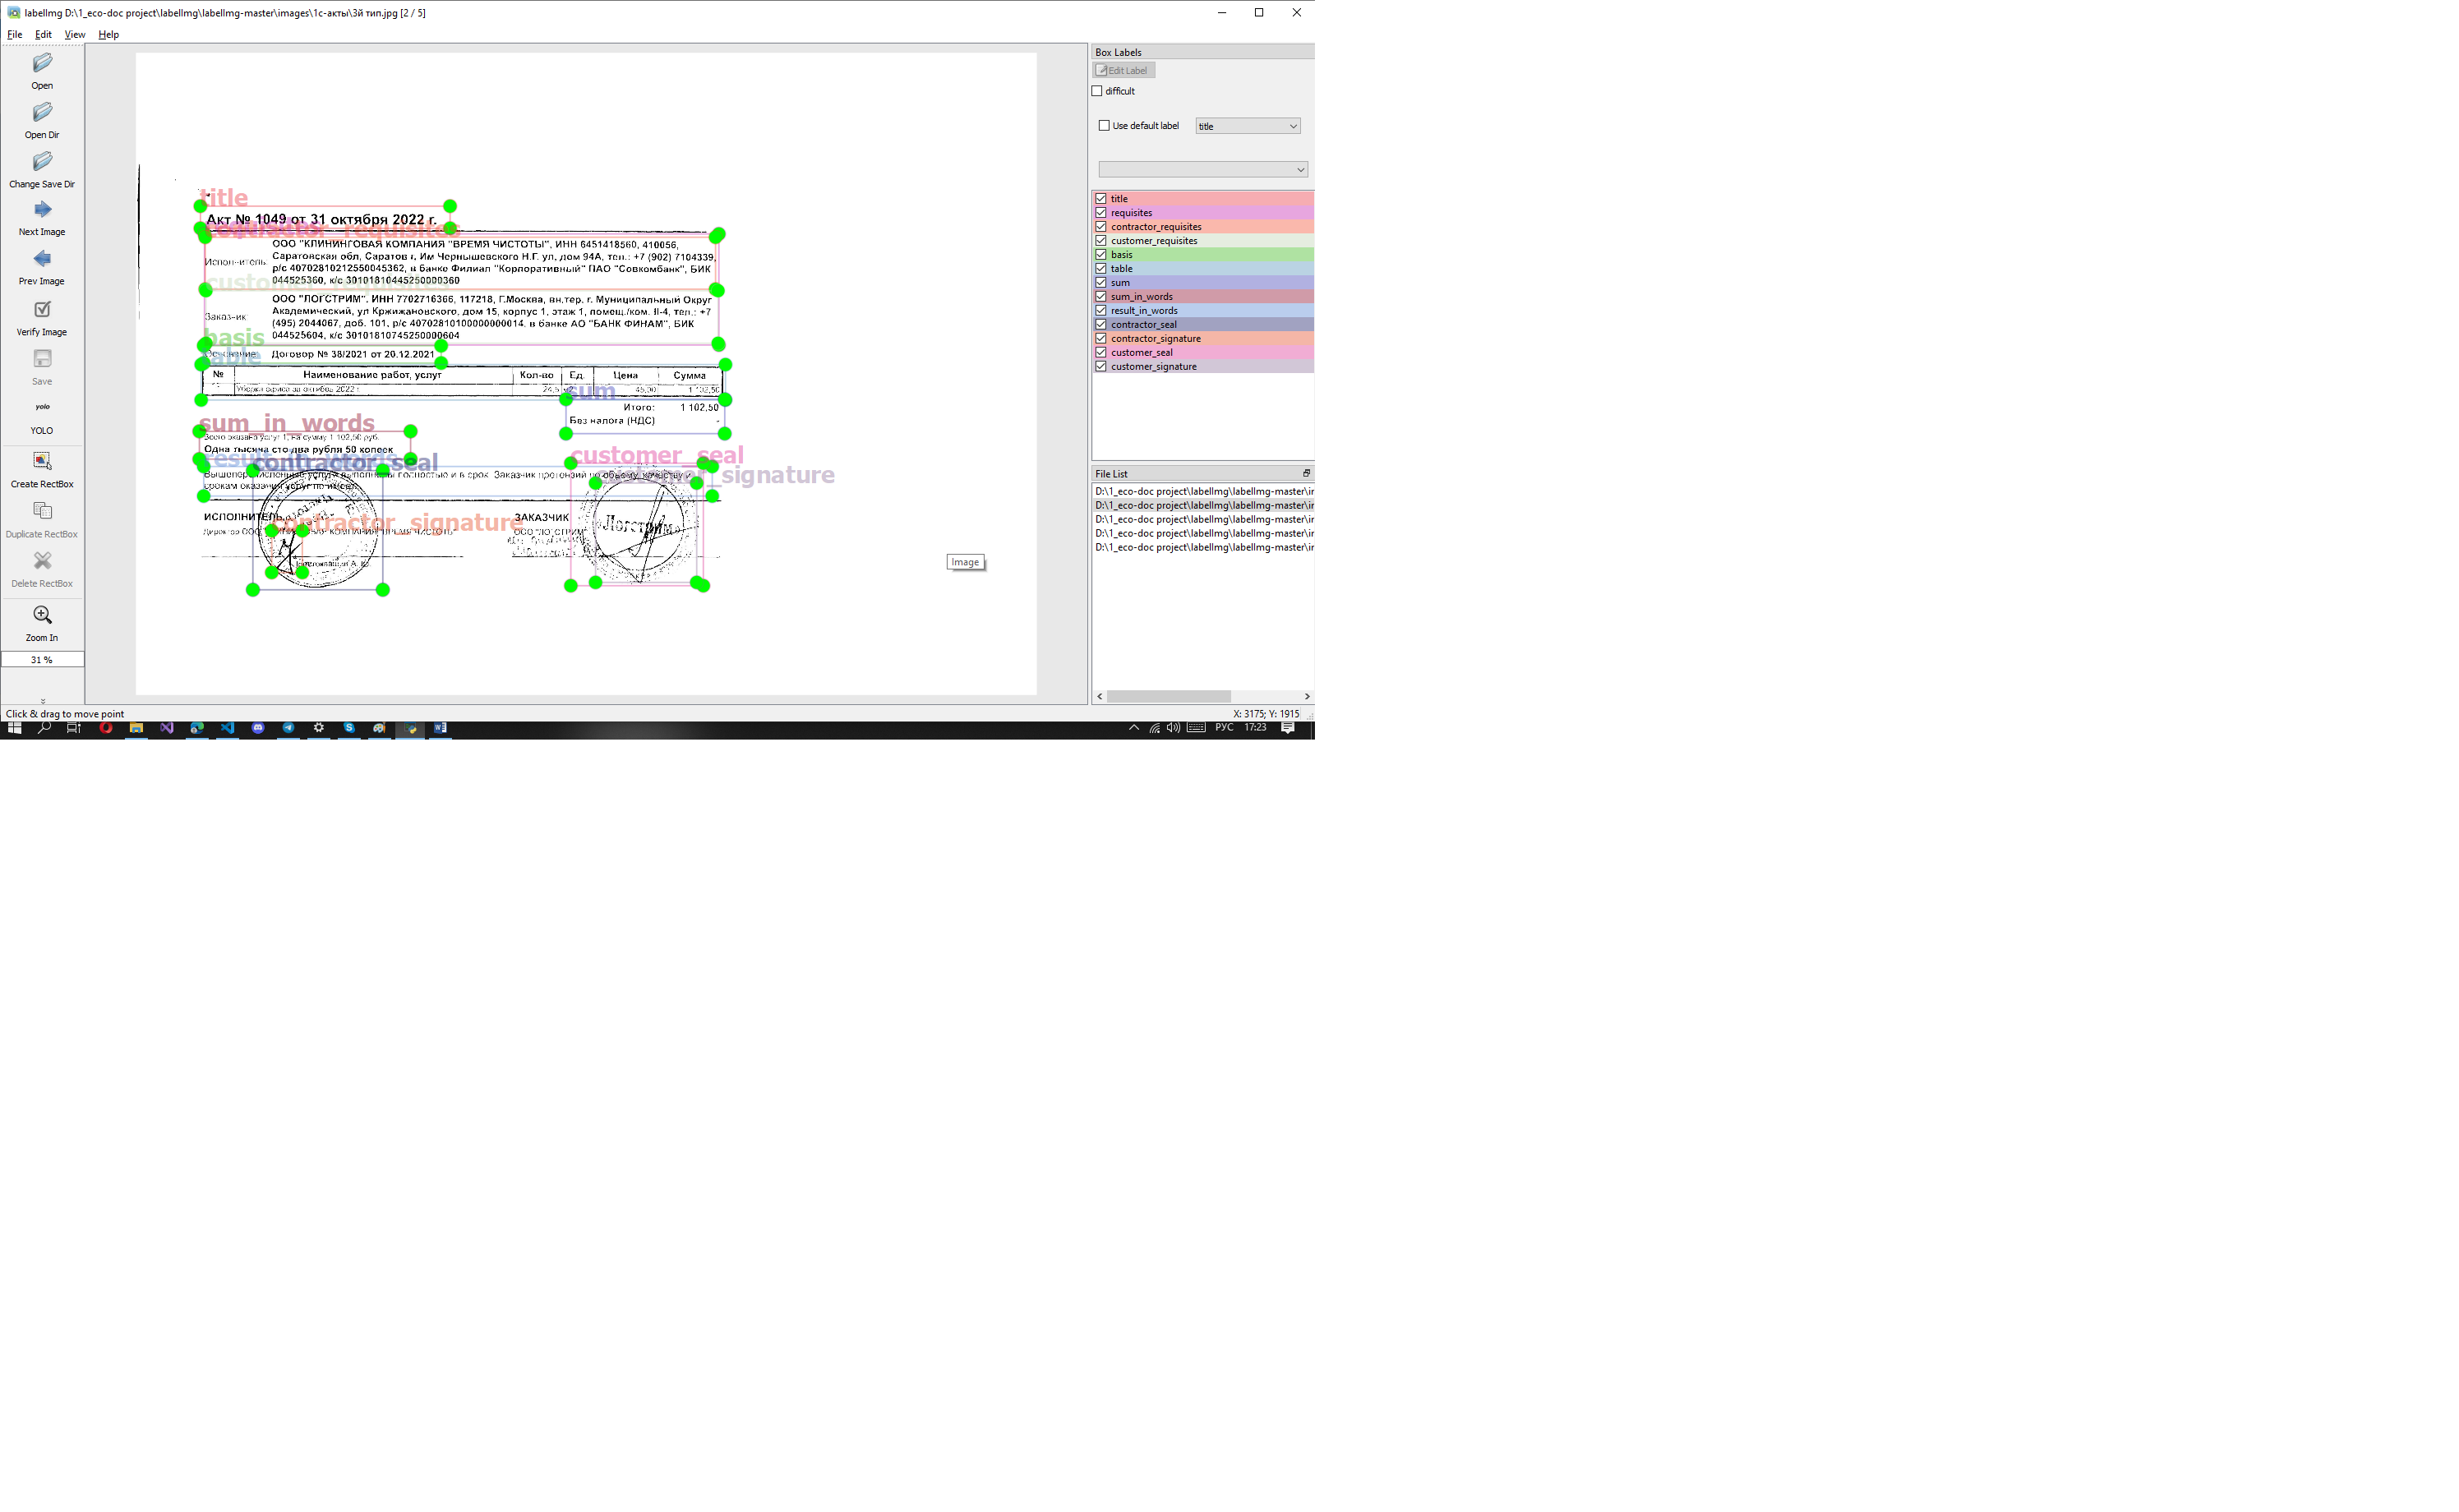 labelImg D:\1_eco-doc project\labelImg\labelImg-master\images\1с-акты\3й тип.jpg [2 / 5]
File Edit View Help
Open
Open Dir
Change Save Dir
Next Image
Prev Image
Verify Image
Save
yolo
YOLO
Create RectBox
Duplicate RectBox
Delete RectBox
Zoom In
31 %
title
Акт № 1049 от 31 октября 2022 г.
contractor_requisites
Исполнитель:
ООО "КЛИНИНГОВАЯ КОМПАНИЯ "ВРЕМЯ ЧИСТОТЫ", ИНН 6451418560, 410056,
Саратовская обл, Саратов г, Им Чернышевского Н.Г. ул, дом 94А, тел.: +7 (902) 7104339,
р/с 40702810212550045362, в банке Филиал "Корпоративный" ПАО "Совкомбанк", БИК
044525360, к/с 30101810445250000360
customer_requisites
Заказчик:
ООО "ЛОГСТРИМ", ИНН 7702716366, 117218, Г.Москва, вн.тер. г. Муниципальный Округ
Академический, ул Кржижановского, дом 15, корпус 1, этаж 1, помещ./ком. II-4, тел.: +7
(495) 2044067, доб. 101, р/с 40702810100000000014, в банке АО "БАНК ФИНАМ", БИК
044525604, к/с 30101810745250000604
basis
Основание: Договор № 38/2021 от 20.12.2021
table
№ Наименование работ, услуг Кол-во Ед. Цена Сумма
Уборка офиса за октябрь 2022 г. 24,5 м2 45,00 1 102,50
sum
Итого: 1 102,50
Без налога (НДС) -
sum_in_words
Всего оказано услуг 1, на сумму 1 102,50 руб.
Одна тысяча сто два рубля 50 копеек
result_in_words
contractor_seal
customer_seal
customer_signature
Вышеперечисленные услуги выполнены полностью и в срок. Заказчик претензий по объему, качеству и
срокам оказания услуг не имеет.
ИСПОЛНИТЕЛЬ
contractor_signature
ЗАКАЗЧИК
Директор ООО КОМПАНИЯ "ВРЕМЯ ЧИСТОТЫ"
ООО "ЛОГСТРИМ"
Логстрим
Image
Box Labels
Edit Label
difficult
Use default label title
title
requisites
contractor_requisites
customer_requisites
basis
table
sum
sum_in_words
result_in_words
contractor_seal
contractor_signature
customer_seal
customer_signature
File List
D:\1_eco-doc project\labelImg\labelImg-master\ir
D:\1_eco-doc project\labelImg\labelImg-master\ir
D:\1_eco-doc project\labelImg\labelImg-master\ir
D:\1_eco-doc project\labelImg\labelImg-master\ir
D:\1_eco-doc project\labelImg\labelImg-master\ir
Click & drag to move point
X: 3175; Y: 1915
РУС 17:23